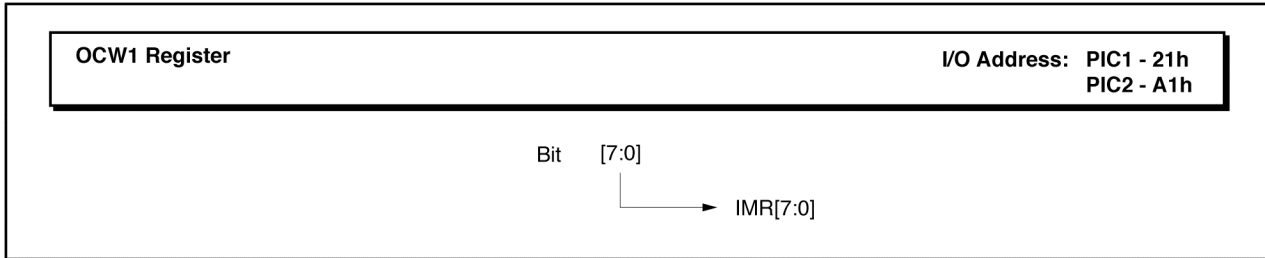 OCW1 Register
I/O Address: PIC1 - 21h
PIC2 - A1h
Bit [7:0]
IMR[7:0]